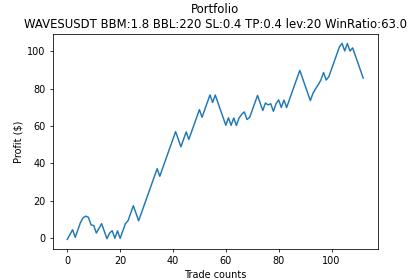 Portfolio
WAVESUSDT BBM:1.8 BBL:220 SL:0.4 TP:0.4 lev:20 WinRatio:63.0
Profit ($)
100
80
60
40
20
0
0 20 40 60 80 100
Trade counts